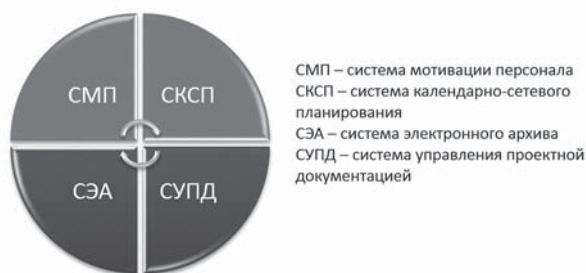 СМП СКСП
СЭА СУПД
СМП – система мотивации персонала
СКСП – система календарно-сетевого
планирования
СЭА – система электронного архива
СУПД – система управления проектной
документацией